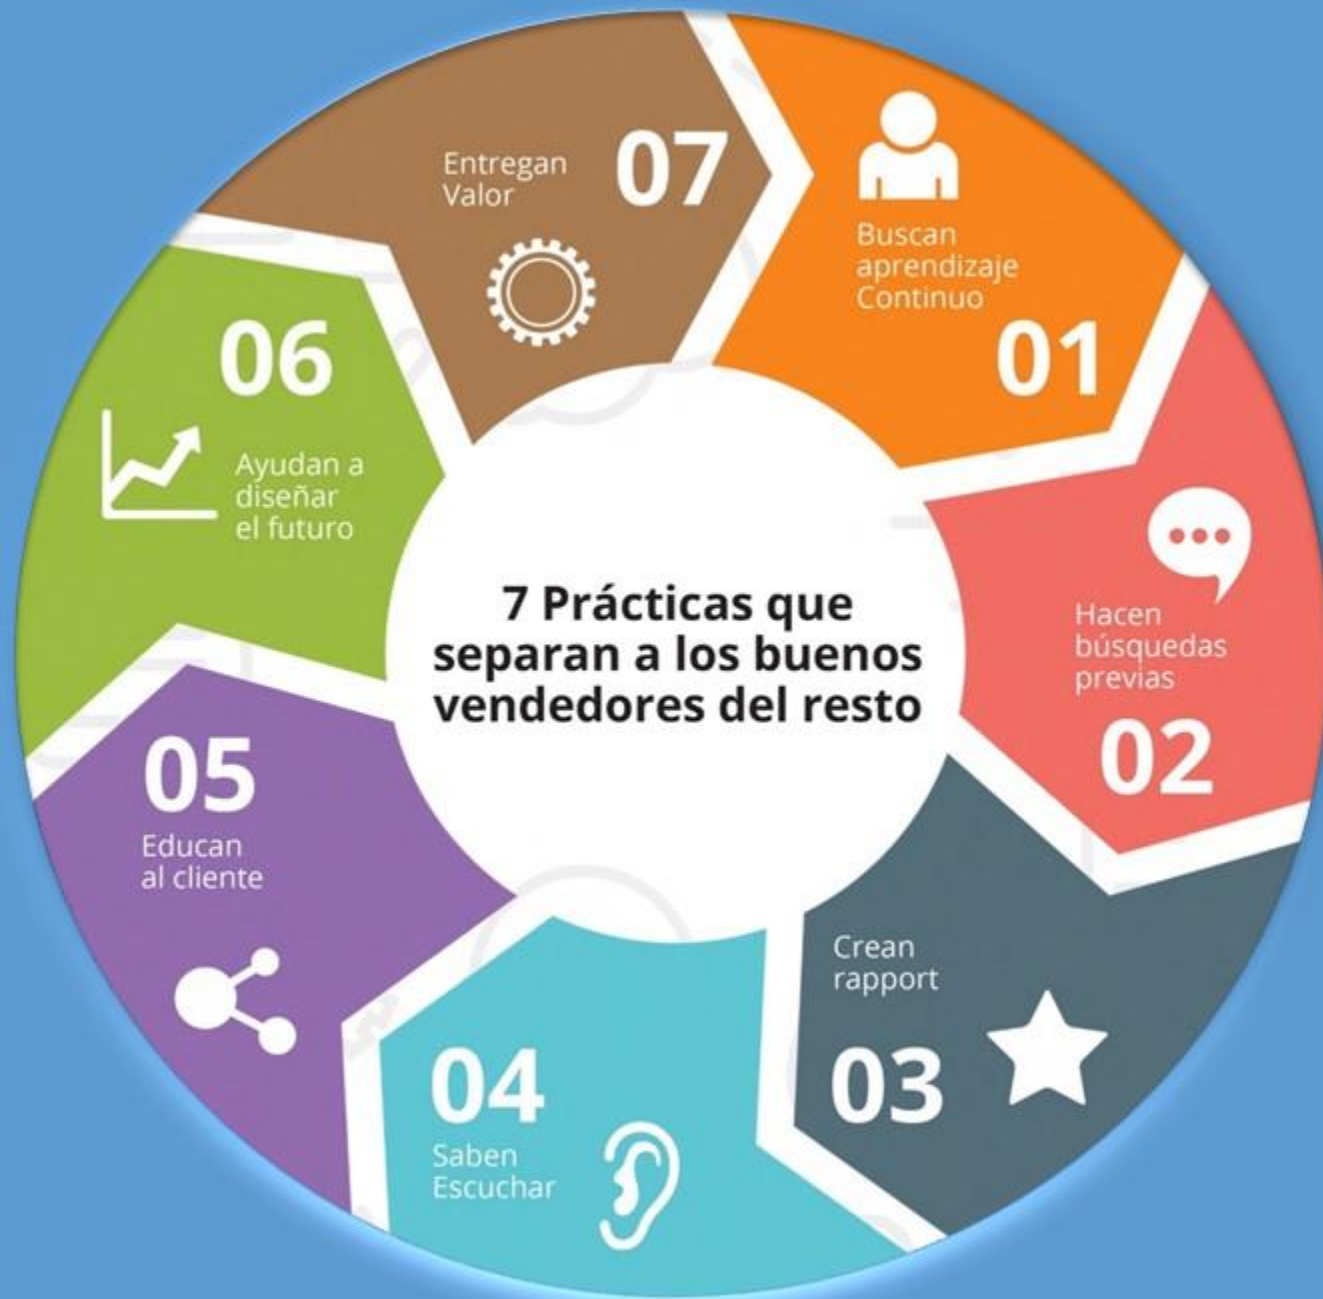 7 Prácticas que
separan a los buenos
vendedores del resto
Buscan
aprendizaje
Continuo
01
Hacen
búsquedas
previas
02
Crean
rapport
03
04
Saben
Escuchar
05
Educan
al cliente
06
Ayudan a
diseñar
el futuro
Entregan
Valor
07